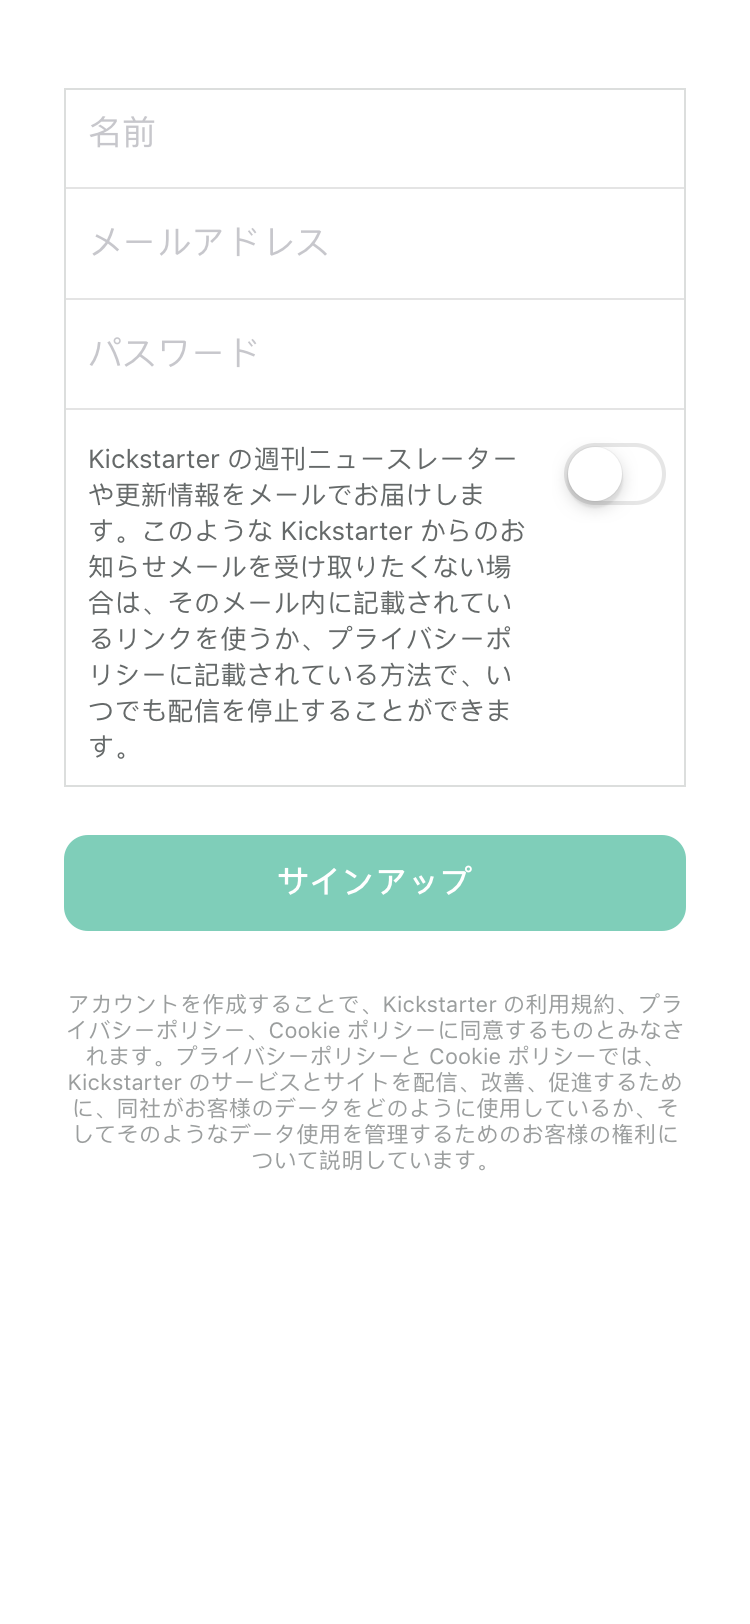 名前
メールアドレス
パスワード
Kickstarter の週刊ニュースレーター
や更新情報をメールでお届けしま
す。このような Kickstarter からのお
知らせメールを受け取りたくない場
合は、そのメール内に記載されてい
るリンクを使うか、プライバシーポ
リシーに記載されている方法で、い
つでも配信を停止することができま
す。
サインアップ
アカウントを作成することで、Kickstarter の利用規約、プラ
イバシーポリシー、Cookie ポリシーに同意するものとみなさ
れます。プライバシーポリシーと Cookie ポリシーでは、
Kickstarter のサービスとサイトを配信、改善、促進するため
に、同社がお客様のデータをどのように使用しているか、そ
してそのようなデータ使用を管理するためのお客様の権利に
ついて説明しています。